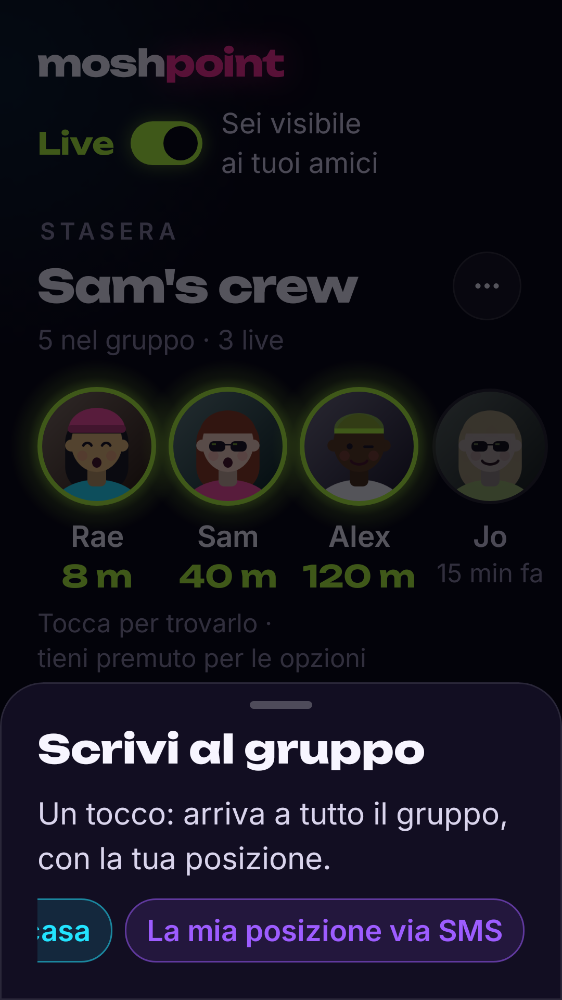 moshpoint
Live
Sei visibile
ai tuoi amici
STASERA
Sam's crew
5 nel gruppo · 3 live
Rae
Sam
Alex
Jo
8 m
40 m
120 m
15 min fa
Tocca per trovarlo ·
tieni premuto per le opzioni
Scrivi al gruppo
Un tocco: arriva a tutto il gruppo,
con la tua posizione.
casa
La mia posizione via SMS